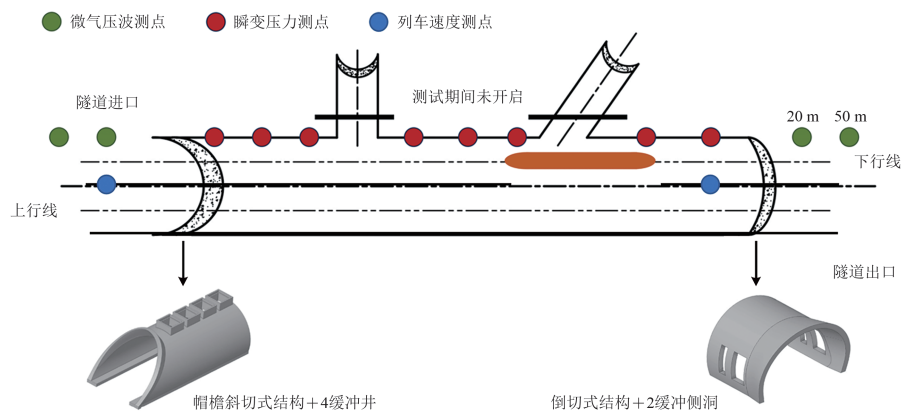 微气压波测点
瞬变压力测点
列车速度测点
隧道进口
测试期间未开启
20 m
50 m
下行线
上行线
隧道出口
帽檐斜切式结构+4缓冲井
倒切式结构+2缓冲侧洞